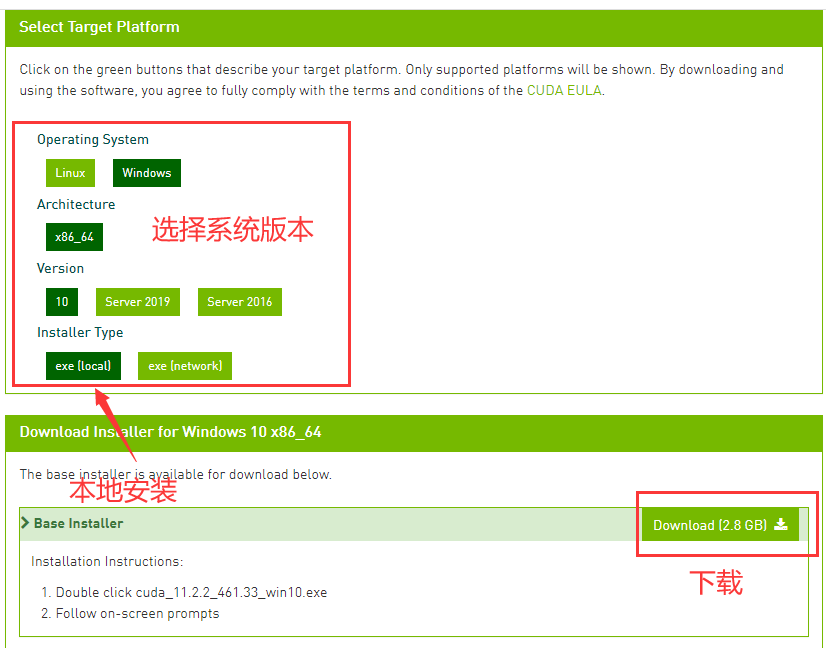 Select Target Platform
Click on the green buttons that describe your target platform. Only supported platforms will be shown. By downloading and
using the software, you agree to fully comply with the terms and conditions of the CUDA EULA.
Operating System
Linux Windows
Architecture
x86_64
选择系统版本
Version
10 Server 2019 Server 2016
Installer Type
exe (local) exe (network)
Download Installer for Windows 10 x86_64
The base installer is available for download below.
本地安装
Base Installer
Download (2.8 GB)
Installation Instructions:
下载
1. Double click cuda_11.2.2_461.33_win10.exe
2. Follow on-screen prompts